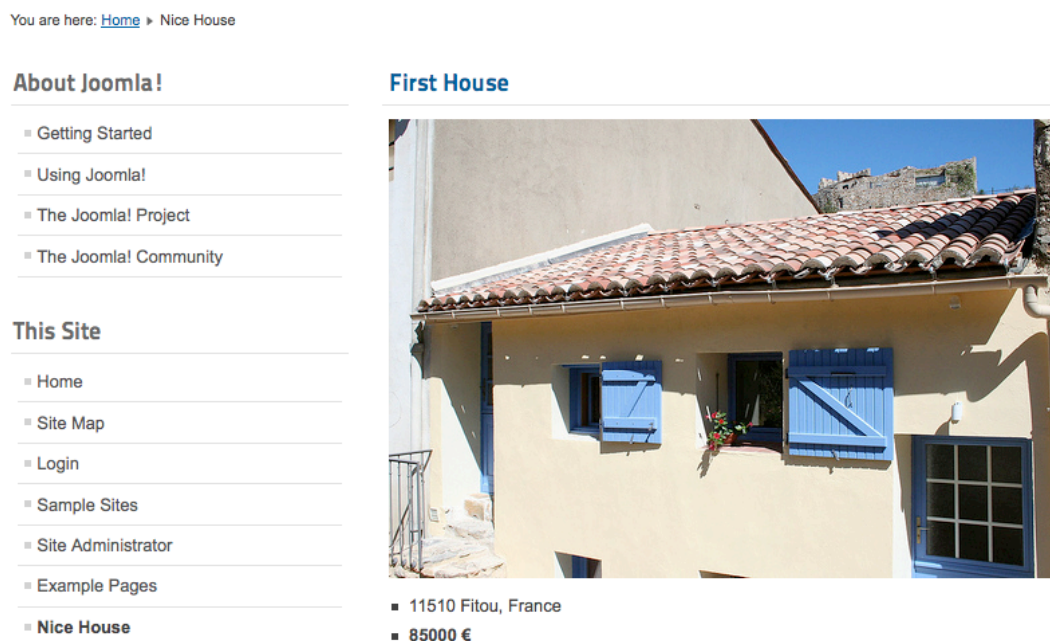 You are here: Home ▸ Nice House
About Joomla!
Getting Started
Using Joomla!
The Joomla! Project
The Joomla! Community
This Site
Home
Site Map
Login
Sample Sites
Site Administrator
Example Pages
Nice House
First House
11510 Fitou, France
85000 €